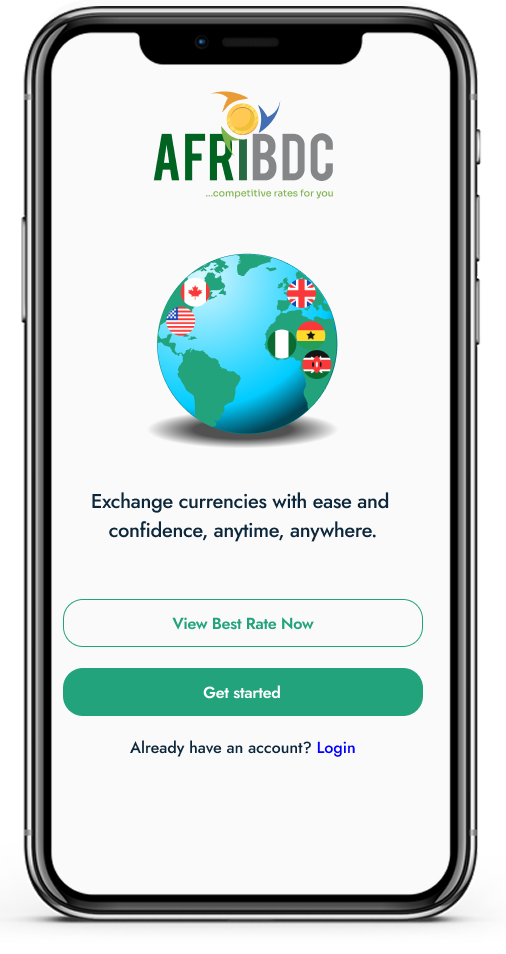 AFRIBDC
...competitive rates for you
Exchange currencies with ease and
confidence, anytime, anywhere.
View Best Rate Now
Get started
Already have an account? Login